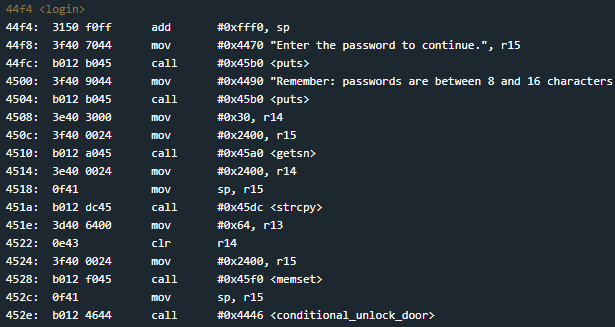 44f4 <login>
44f4: 3150 f0ff add #0xfff0, sp
44f8: 3f40 7044 mov #0x4470 "Enter the password to continue.", r15
44fc: b012 b045 call #0x45b0 <puts>
4500: 3f40 9044 mov #0x4490 "Remember: passwords are between 8 and 16 characters
4504: b012 b045 call #0x45b0 <puts>
4508: 3e40 3000 mov #0x30, r14
450c: 3f40 0024 mov #0x2400, r15
4510: b012 a045 call #0x45a0 <getsn>
4514: 3e40 0024 mov #0x2400, r14
4518: 0f41 mov sp, r15
451a: b012 dc45 call #0x45dc <strcpy>
451e: 3d40 6400 mov #0x64, r13
4522: 0e43 clr r14
4524: 3f40 0024 mov #0x2400, r15
4528: b012 f045 call #0x45f0 <memset>
452c: 0f41 mov sp, r15
452e: b012 4644 call #0x4446 <conditional_unlock_door>